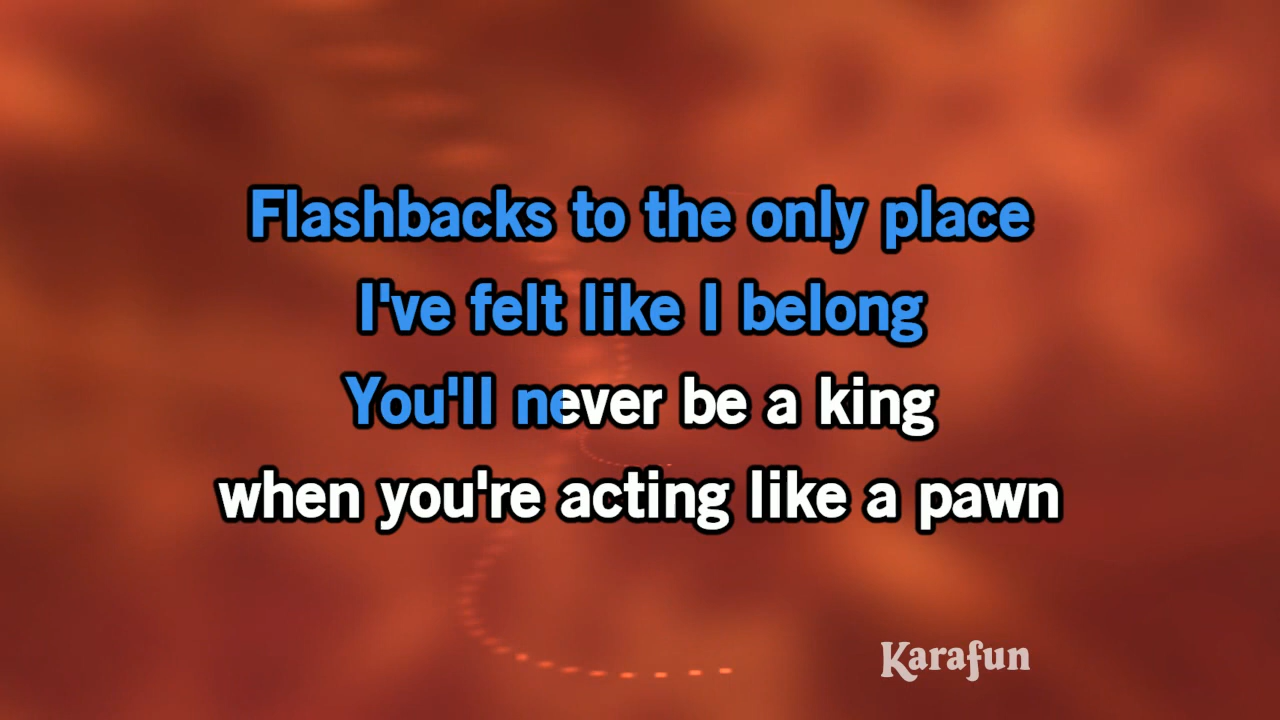 Flashbacks to the only place
I've felt like I belong
You'll never be a king
when you're acting like a pawn
Karafun